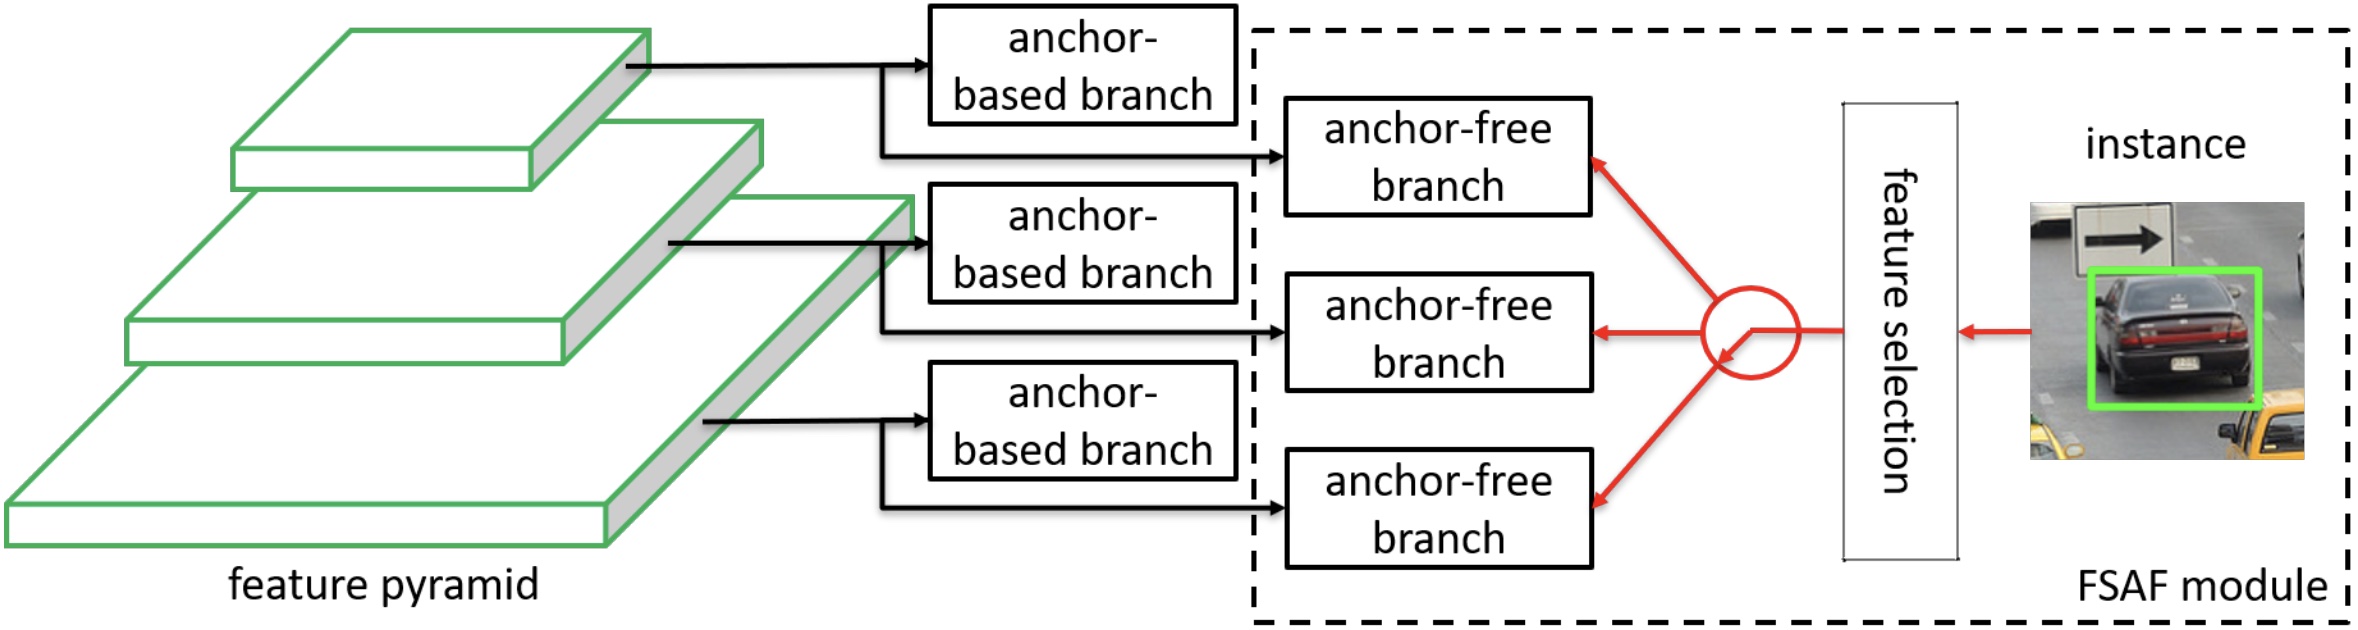 anchor-
based branch
anchor-free
branch
anchor-
based branch
anchor-free
branch
anchor-
based branch
anchor-free
branch
feature selection
instance
feature pyramid
FSAF module